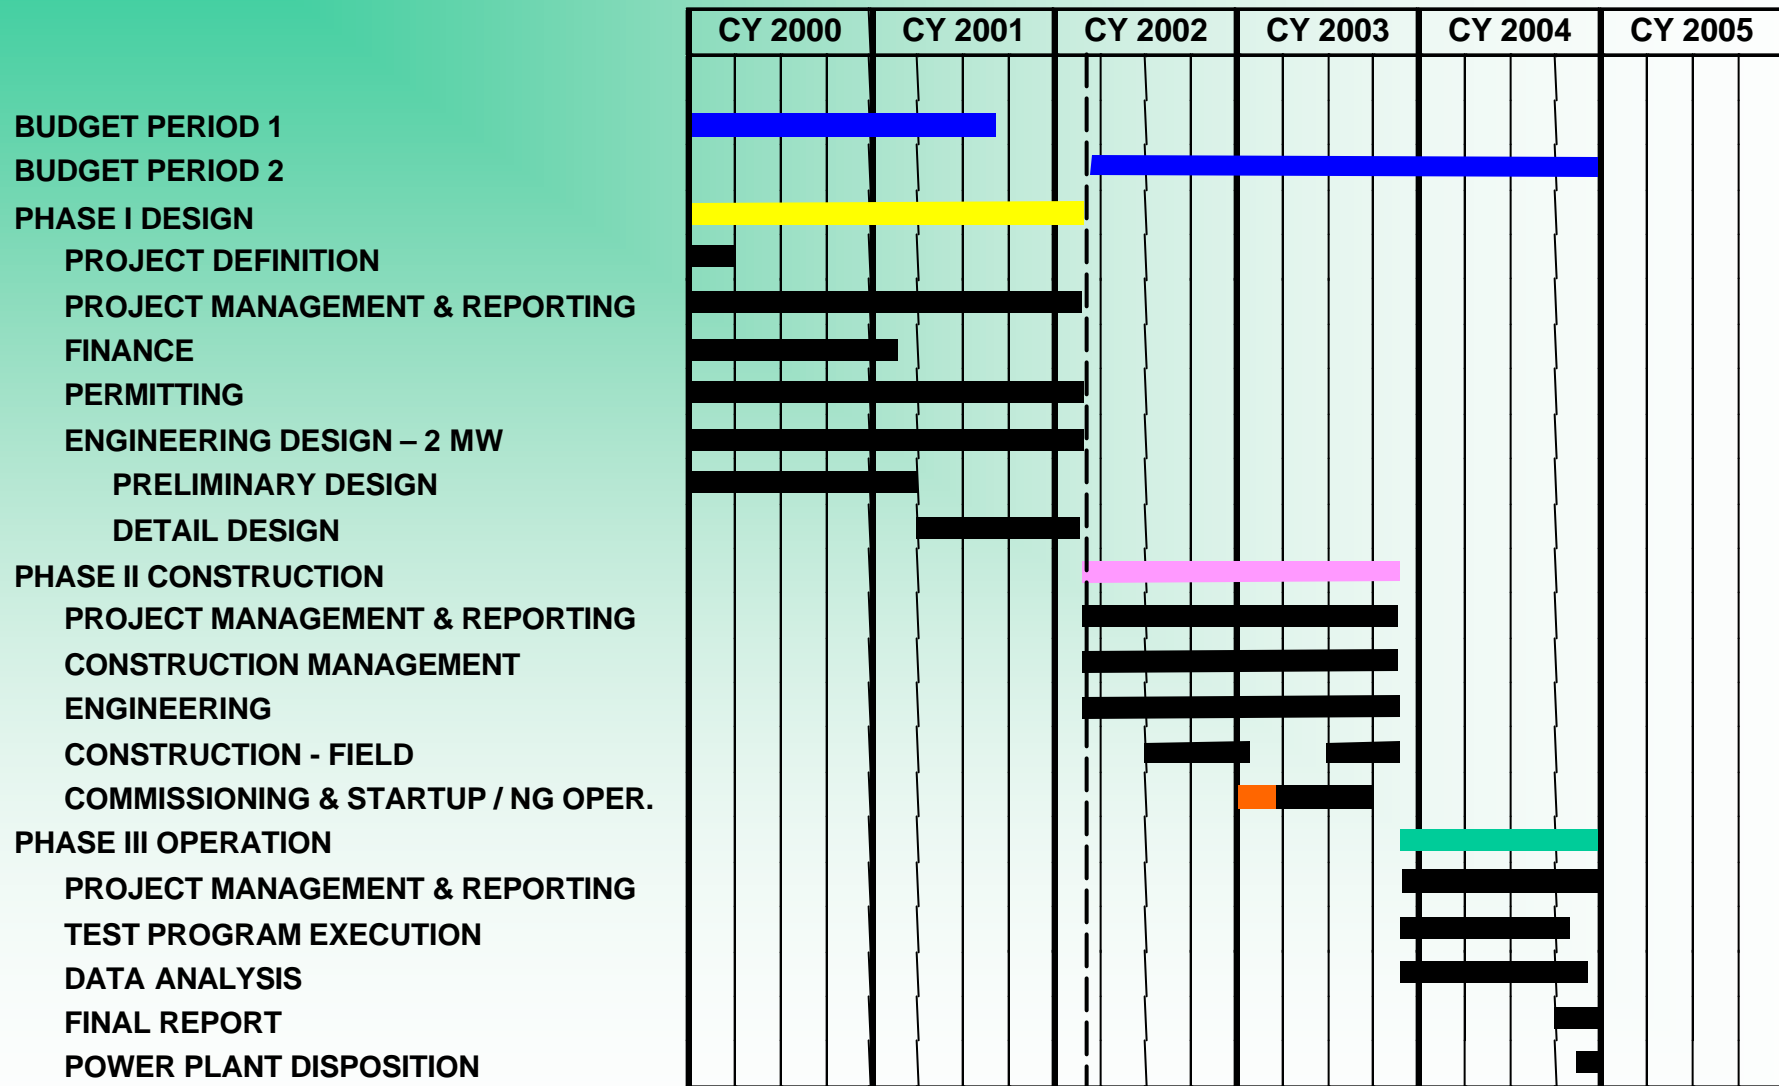 CY 2000 CY 2001 CY 2002 CY 2003 CY 2004 CY 2005
BUDGET PERIOD 1
BUDGET PERIOD 2
PHASE I DESIGN
PROJECT DEFINITION
PROJECT MANAGEMENT & REPORTING
FINANCE
PERMITTING
ENGINEERING DESIGN – 2 MW
PRELIMINARY DESIGN
DETAIL DESIGN
PHASE II CONSTRUCTION
PROJECT MANAGEMENT & REPORTING
CONSTRUCTION MANAGEMENT
ENGINEERING
CONSTRUCTION - FIELD
COMMISSIONING & STARTUP / NG OPER.
PHASE III OPERATION
PROJECT MANAGEMENT & REPORTING
TEST PROGRAM EXECUTION
DATA ANALYSIS
FINAL REPORT
POWER PLANT DISPOSITION